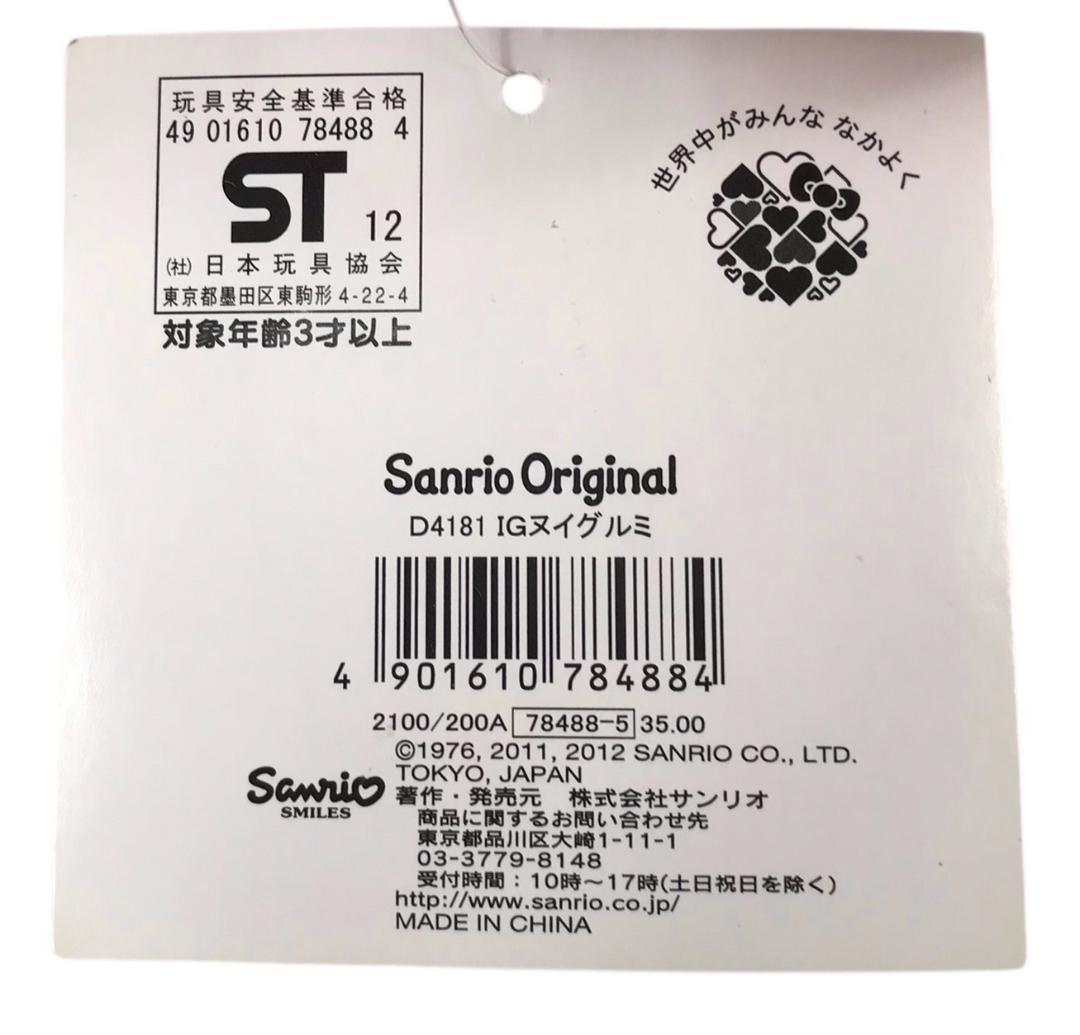 玩具安全基準合格
49 01610 78488 4
ST 12
(社)日本玩具協会
東京都墨田区東駒形 4-22-4
対象年齢3才以上
世界中がみんな なかよく
Sanrio Original
D4181 IGヌイグルミ
4 901610 784884
2100/200A 78488-5 35.00
©1976, 2011, 2012 SANRIO CO., LTD.
TOKYO, JAPAN
Sanrio
SMILES
著作・発売元 株式会社サンリオ
商品に関するお問い合わせ先
東京都品川区大崎1-11-1
03-3779-8148
受付時間：10時～17時(土日祝日を除く)
http://www.sanrio.co.jp/
MADE IN CHINA